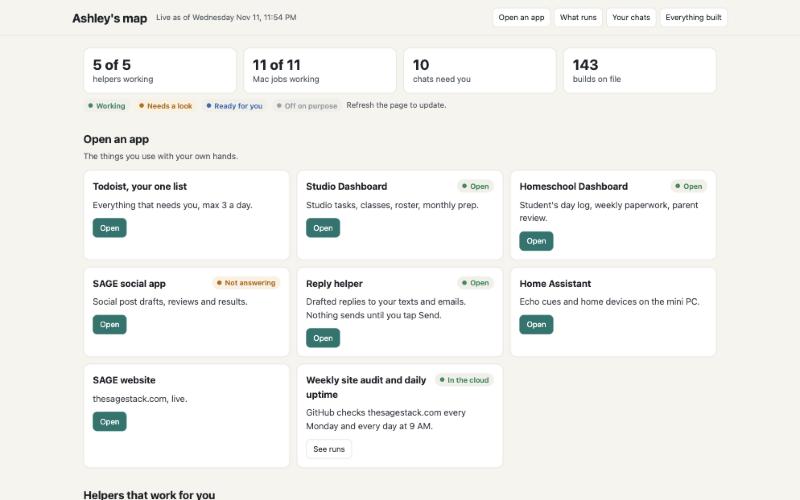 Ashley's map
Live as of Wednesday Nov 11, 11:54 PM
Open an app
What runs
Your chats
Everything built
5 of 5
helpers working
11 of 11
Mac jobs working
10
chats need you
143
builds on file
Working
Needs a look
Ready for you
Off on purpose
Refresh the page to update.
Open an app
The things you use with your own hands.
Todoist, your one list
Everything that needs you, max 3 a day.
Open
Studio Dashboard
Open
Studio tasks, classes, roster, monthly prep.
Open
Homeschool Dashboard
Open
Student's day log, weekly paperwork, parent
review.
Open
SAGE social app
Not answering
Social post drafts, reviews and results.
Open
Reply helper
Open
Drafted replies to your texts and emails.
Nothing sends until you tap Send.
Open
Home Assistant
Echo cues and home devices on the mini PC.
Open
SAGE website
thesagestack.com, live.
Open
Weekly site audit and daily
uptime
In the cloud
GitHub checks thesagestack.com every
Monday and every day at 9 AM.
See runs
Helpers that work for you